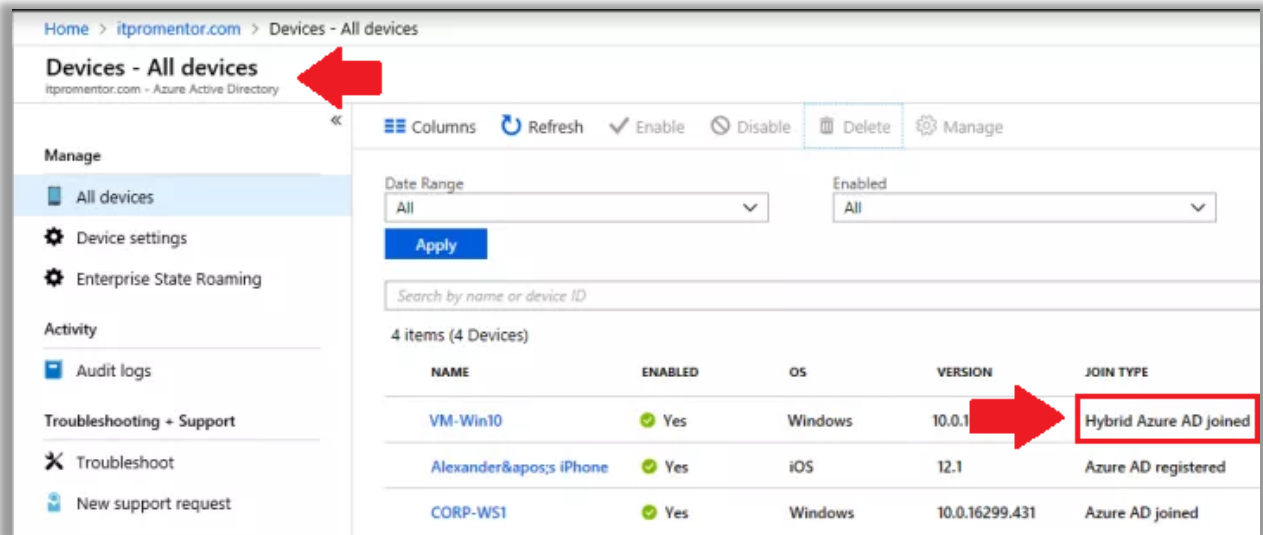 Home > itpromentor.com > Devices - All devices
Devices - All devices
itpromentor.com - Azure Active Directory
«
Columns Refresh Enable Disable Delete Manage
Manage
All devices
Device settings
Enterprise State Roaming
Activity
Audit logs
Troubleshooting + Support
Troubleshoot
New support request
Date Range Enabled
All All
Apply
Search by name or device ID
4 items (4 Devices)
NAME ENABLED OS VERSION JOIN TYPE
VM-Win10 Yes Windows 10.0.1 Hybrid Azure AD joined
Alexander&apos;s iPhone Yes iOS 12.1 Azure AD registered
CORP-WS1 Yes Windows 10.0.16299.431 Azure AD joined